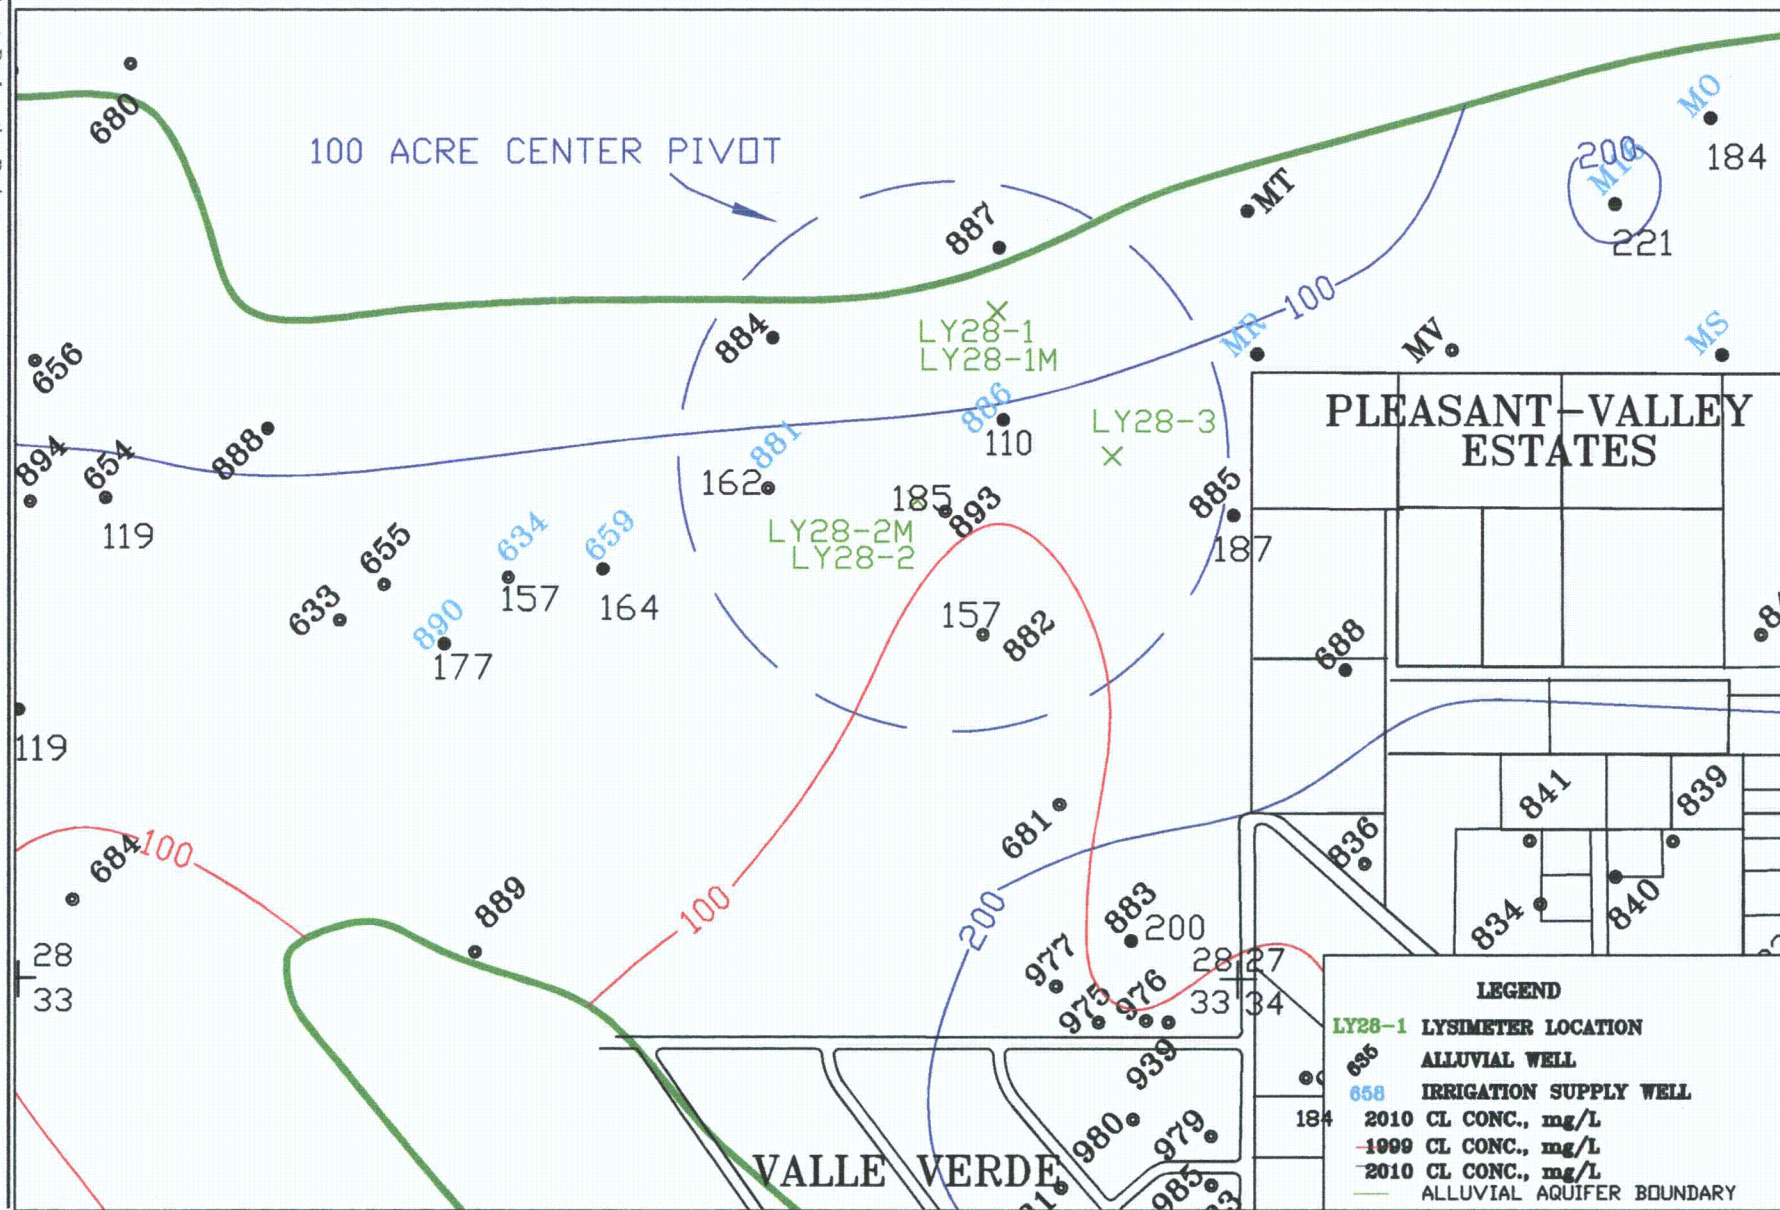 680
100 ACRE CENTER PIVOT
MO
184
200
M16
221
MT
887
MV
MS
MR
100
884
LY28-1
LY28-1M
656
886
110
LY28-3
PLEASANT-VALLEY
ESTATES
894
654
119
888
881
162
185
893
LY28-2M
LY28-2
885
187
655
633
634
157
659
164
890
177
157
882
688
119
681
841
839
836
834
840
684
100
889
100
200
883
200
977
975
976
939
28
33
28 27
33 34
980
979
985
184
VALLE VERDE
LEGEND
LY28-1 LYSIMETER LOCATION
635 ALLUVIAL WELL
658 IRRIGATION SUPPLY WELL
2010 CL CONC., mg/L
1999 CL CONC., mg/L
2010 CL CONC., mg/L
ALLUVIAL AQUIFER BOUNDARY